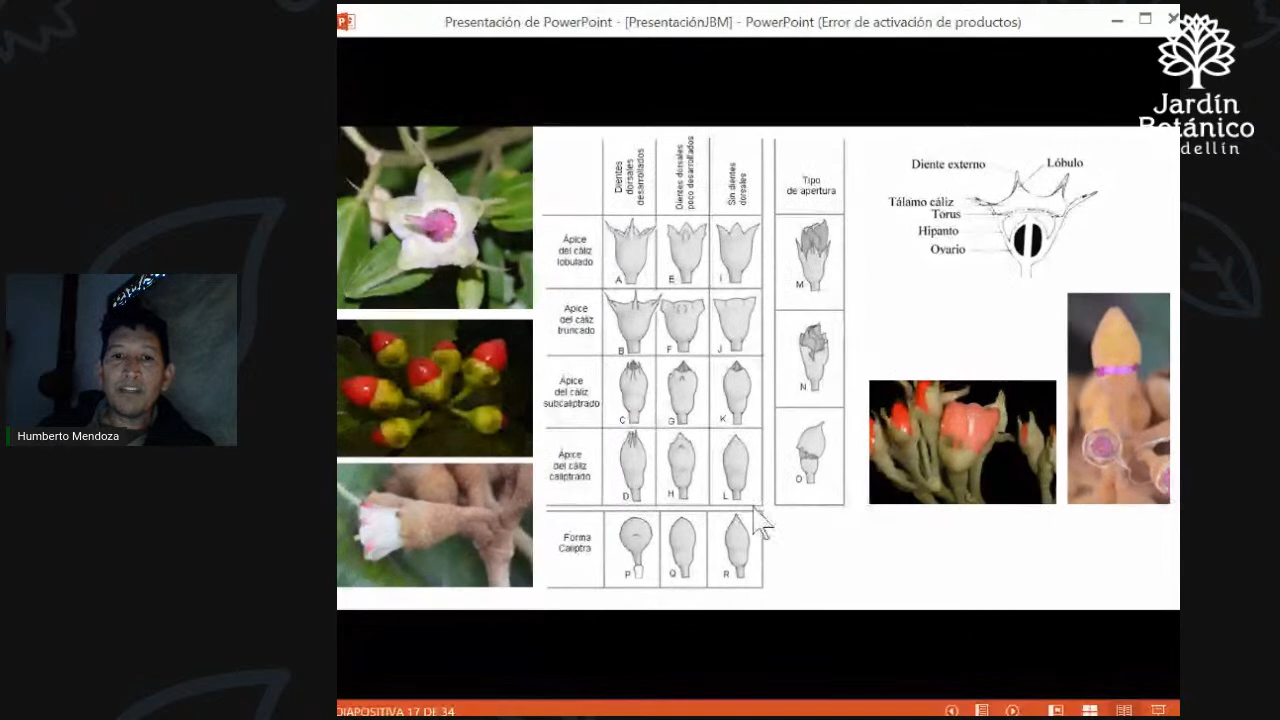 Presentación de PowerPoint - [PresentaciónJBM] - PowerPoint (Error de activación de productos)
Jardín
Botánico
dellín
Dientes
dorsales
desarrollados
Dientes dorsales
poco desarrollados
Sin dientes
dorsales
Tipo
de apertura
Ápice
del cáliz
lobulado
A
E
I
M
Apice
del cáliz
truncado
B
F
J
N
Ápice
del cáliz
subcaliptrado
C
G
K
Ápice
del cáliz
caliptrado
D
H
L
O
Forma
Caliptra
P
Q
R
Diente externo
Lóbulo
Tálamo cáliz
Torus
Hipanto
Ovario
Humberto Mendoza
DIAPOSITIVA 17 DE 34